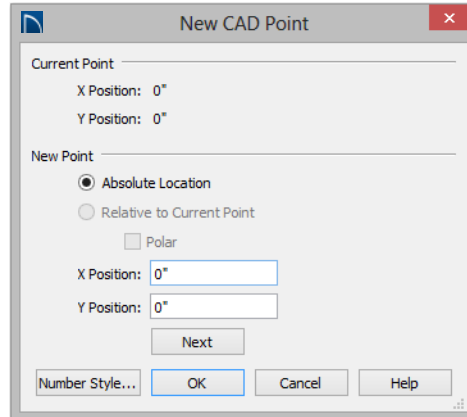 New CAD Point
Current Point
X Position: 0"
Y Position: 0"
New Point
Absolute Location
Relative to Current Point
Polar
X Position: 0"
Y Position: 0"
Next
Number Style... OK Cancel Help